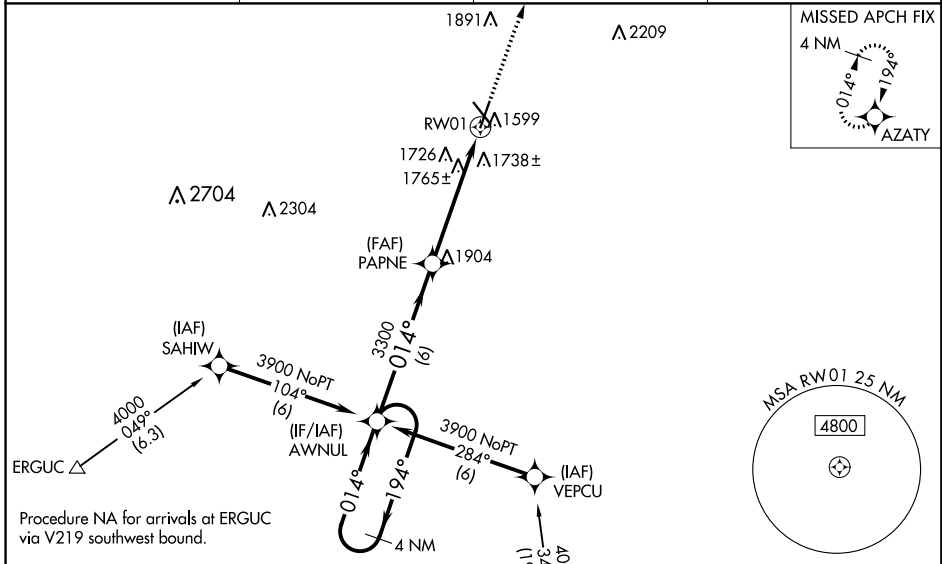 1891
2209
MISSED APCH FIX
4 NM
014°
194°
AZATY
RW01
1599
1726
1738±
1765±
2704
2304
(FAF)
PAPNE
1904
(IAF)
SAHIW
3300
014°
(6)
3900 NoPT
104°
(6)
4000
049°
(6.3)
ERGUC
(IF/IAF)
AWNUL
3900 NoPT
284°
(6)
(IAF)
VEPCU
014°
194°
4 NM
MSA RW01 25 NM
4800
Procedure NA for arrivals at ERGUC
via V219 southwest bound.